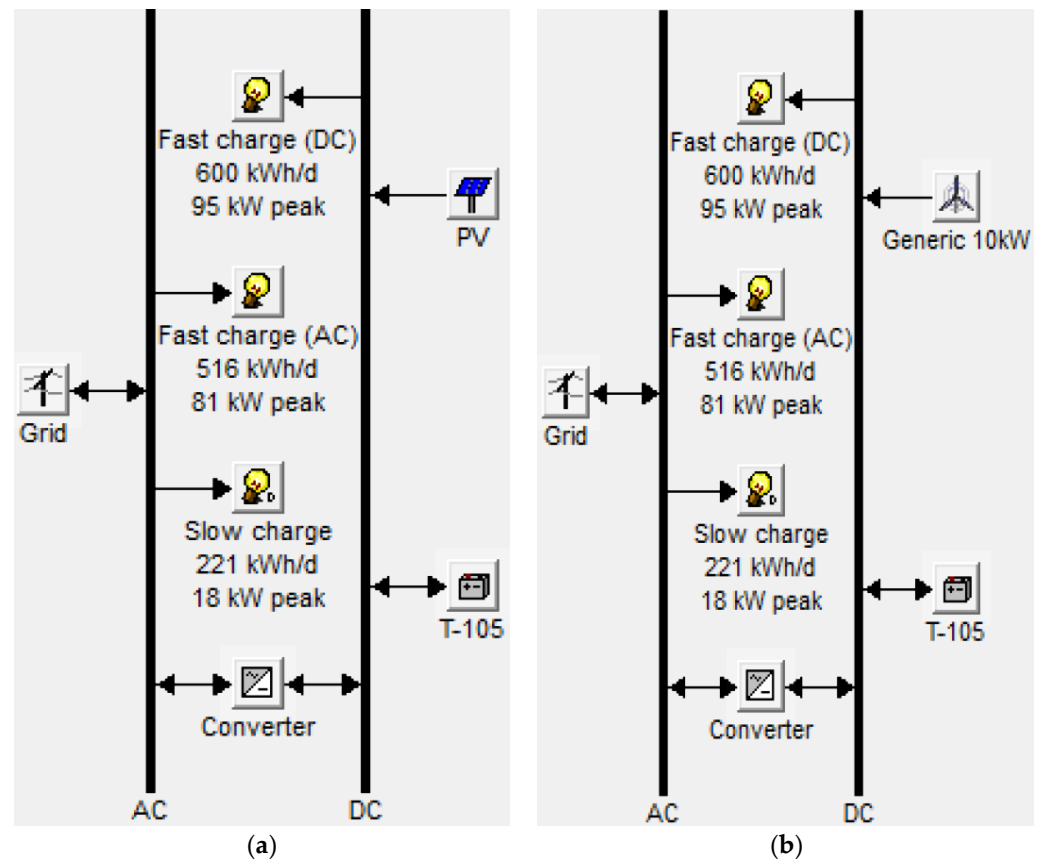 Fast charge (DC)
600 kWh/d
95 kW peak
PV
Fast charge (AC)
516 kWh/d
81 kW peak
Grid
Slow charge
221 kWh/d
18 kW peak
T-105
Converter
AC
DC
(a)
Fast charge (DC)
600 kWh/d
95 kW peak
Generic 10kW
Fast charge (AC)
516 kWh/d
81 kW peak
Grid
Slow charge
221 kWh/d
18 kW peak
T-105
Converter
AC
DC
(b)